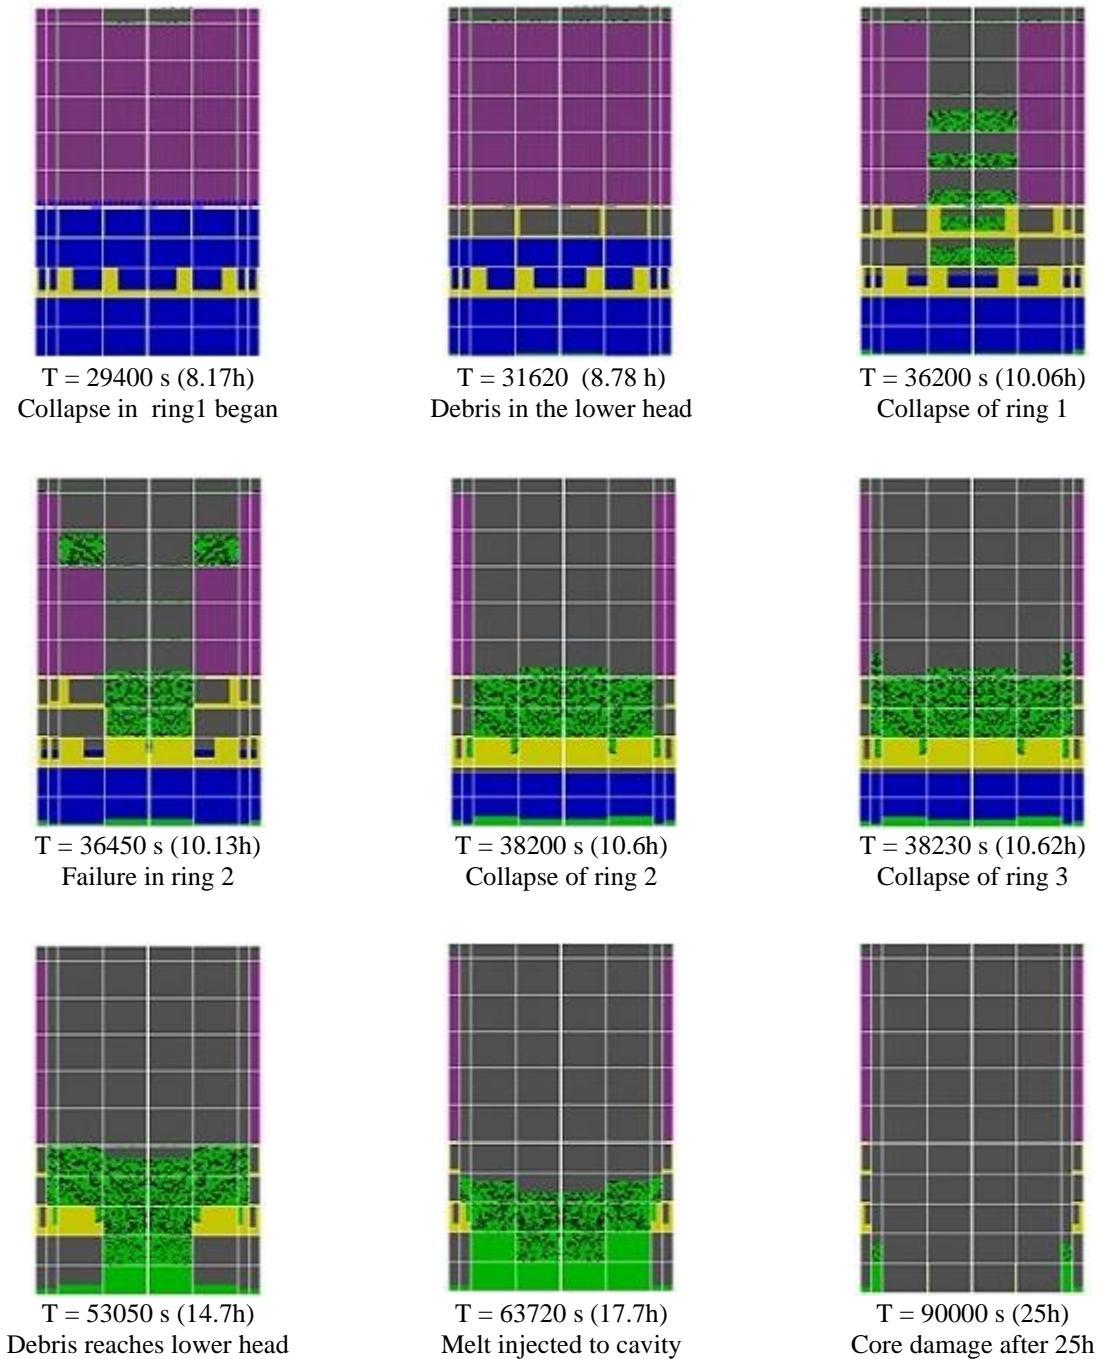 T = 29400 s (8.17h)
Collapse in ring1 began
T = 31620 (8.78 h)
Debris in the lower head
T = 36200 s (10.06h)
Collapse of ring 1
T = 36450 s (10.13h)
Failure in ring 2
T = 38200 s (10.6h)
Collapse of ring 2
T = 38230 s (10.62h)
Collapse of ring 3
T = 53050 s (14.7h)
Debris reaches lower head
T = 63720 s (17.7h)
Melt injected to cavity
T = 90000 s (25h)
Core damage after 25h